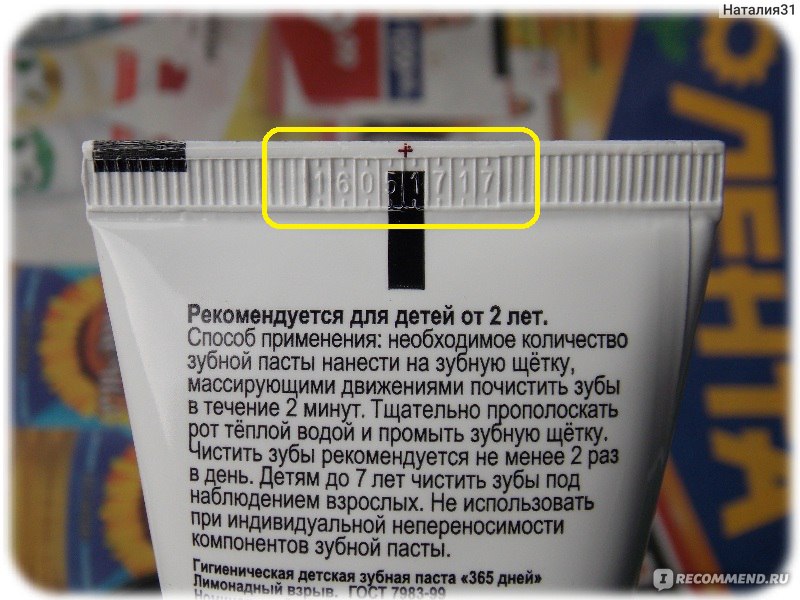 Наталия31
ЛЕНТА
16051717
Рекомендуется для детей от 2 лет.
Способ применения: необходимое количество
зубной пасты нанести на зубную щётку,
массирующими движениями почистить зубы
в течение 2 минут. Тщательно прополоскать
рот тёплой водой и промыть зубную щётку.
Чистить зубы рекомендуется не менее 2 раз
в день. Детям до 7 лет чистить зубы под
наблюдением взрослых. Не использовать
при индивидуальной непереносимости
компонентов зубной пасты.
Гигиеническая детская зубная паста «365 дней»
Лимонадный взрыв. ГОСТ 7983-99
IRECOMMEND.RU